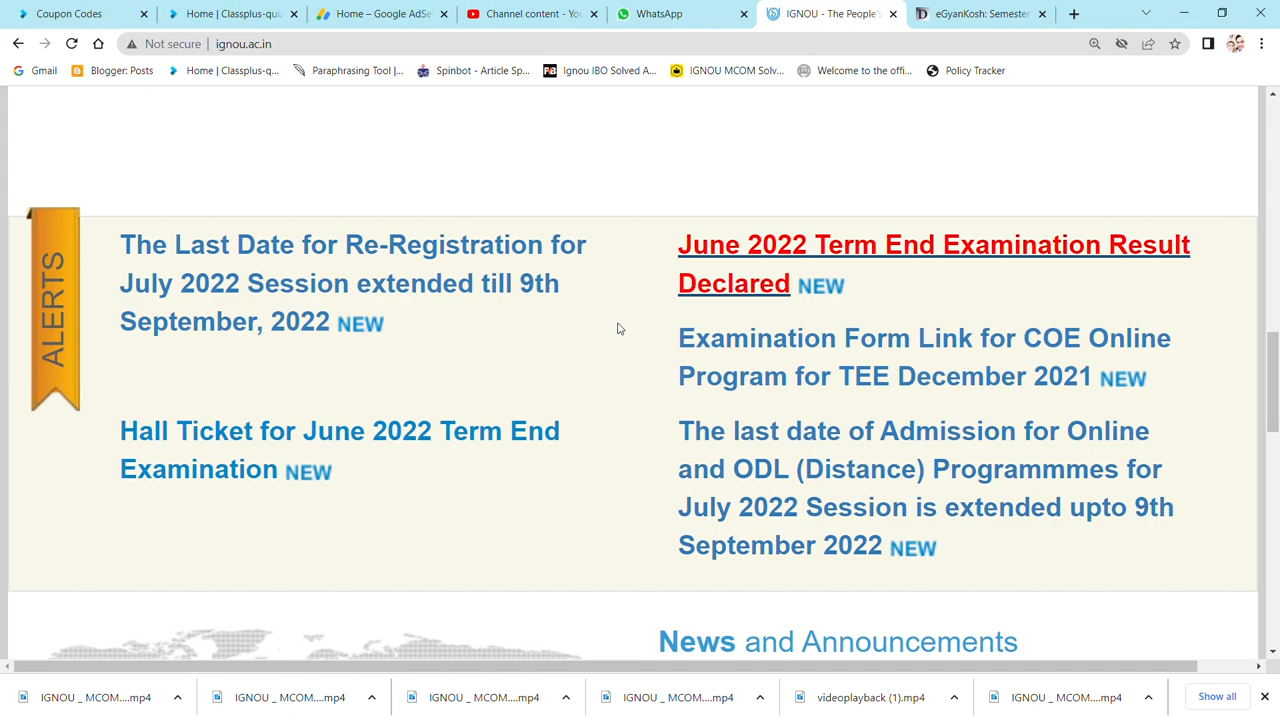 Coupon Codes
Home | Classplus-quiz
Home – Google AdSe
Channel content - You
WhatsApp
IGNOU - The People's
eGyanKosh: Semester
Not secure | ignou.ac.in
Gmail
Blogger: Posts
Home | Classplus-q...
Paraphrasing Tool |...
Spinbot - Article Sp...
Ignou IBO Solved A...
IGNOU MCOM Solv...
Welcome to the offi...
Policy Tracker
ALERTS
The Last Date for Re-Registration for
July 2022 Session extended till 9th
September, 2022 NEW
Hall Ticket for June 2022 Term End
Examination NEW
June 2022 Term End Examination Result
Declared NEW
Examination Form Link for COE Online
Program for TEE December 2021 NEW
The last date of Admission for Online
and ODL (Distance) Programmmes for
July 2022 Session is extended upto 9th
September 2022 NEW
News and Announcements
IGNOU _ MCOM....mp4
IGNOU _ MCOM....mp4
IGNOU _ MCOM....mp4
IGNOU _ MCOM....mp4
videoplayback (1).mp4
IGNOU _ MCOM....mp4
Show all